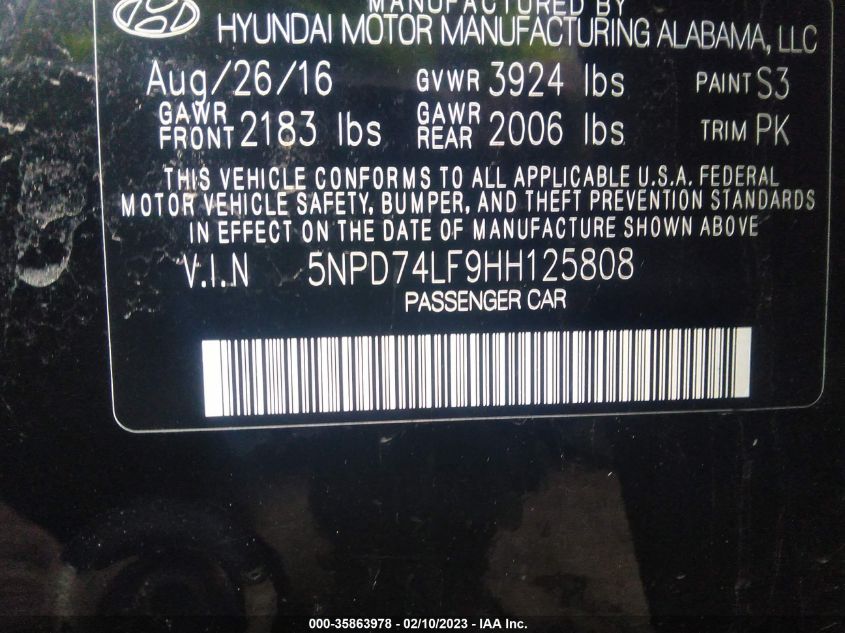 MANUFACTURED BY
HYUNDAI MOTOR MANUFACTURING ALABAMA, LLC
Aug/26/16 GVWR 3924 lbs PAINT S3
GAWR FRONT 2183 lbs GAWR REAR 2006 lbs TRIM PK
THIS VEHICLE CONFORMS TO ALL APPLICABLE U.S.A. FEDERAL
MOTOR VEHICLE SAFETY, BUMPER, AND THEFT PREVENTION STANDARDS
IN EFFECT ON THE DATE OF MANUFACTURE SHOWN ABOVE
V.I.N 5NPD74LF9HH125808
PASSENGER CAR
000-35863978 - 02/10/2023 - IAA Inc.